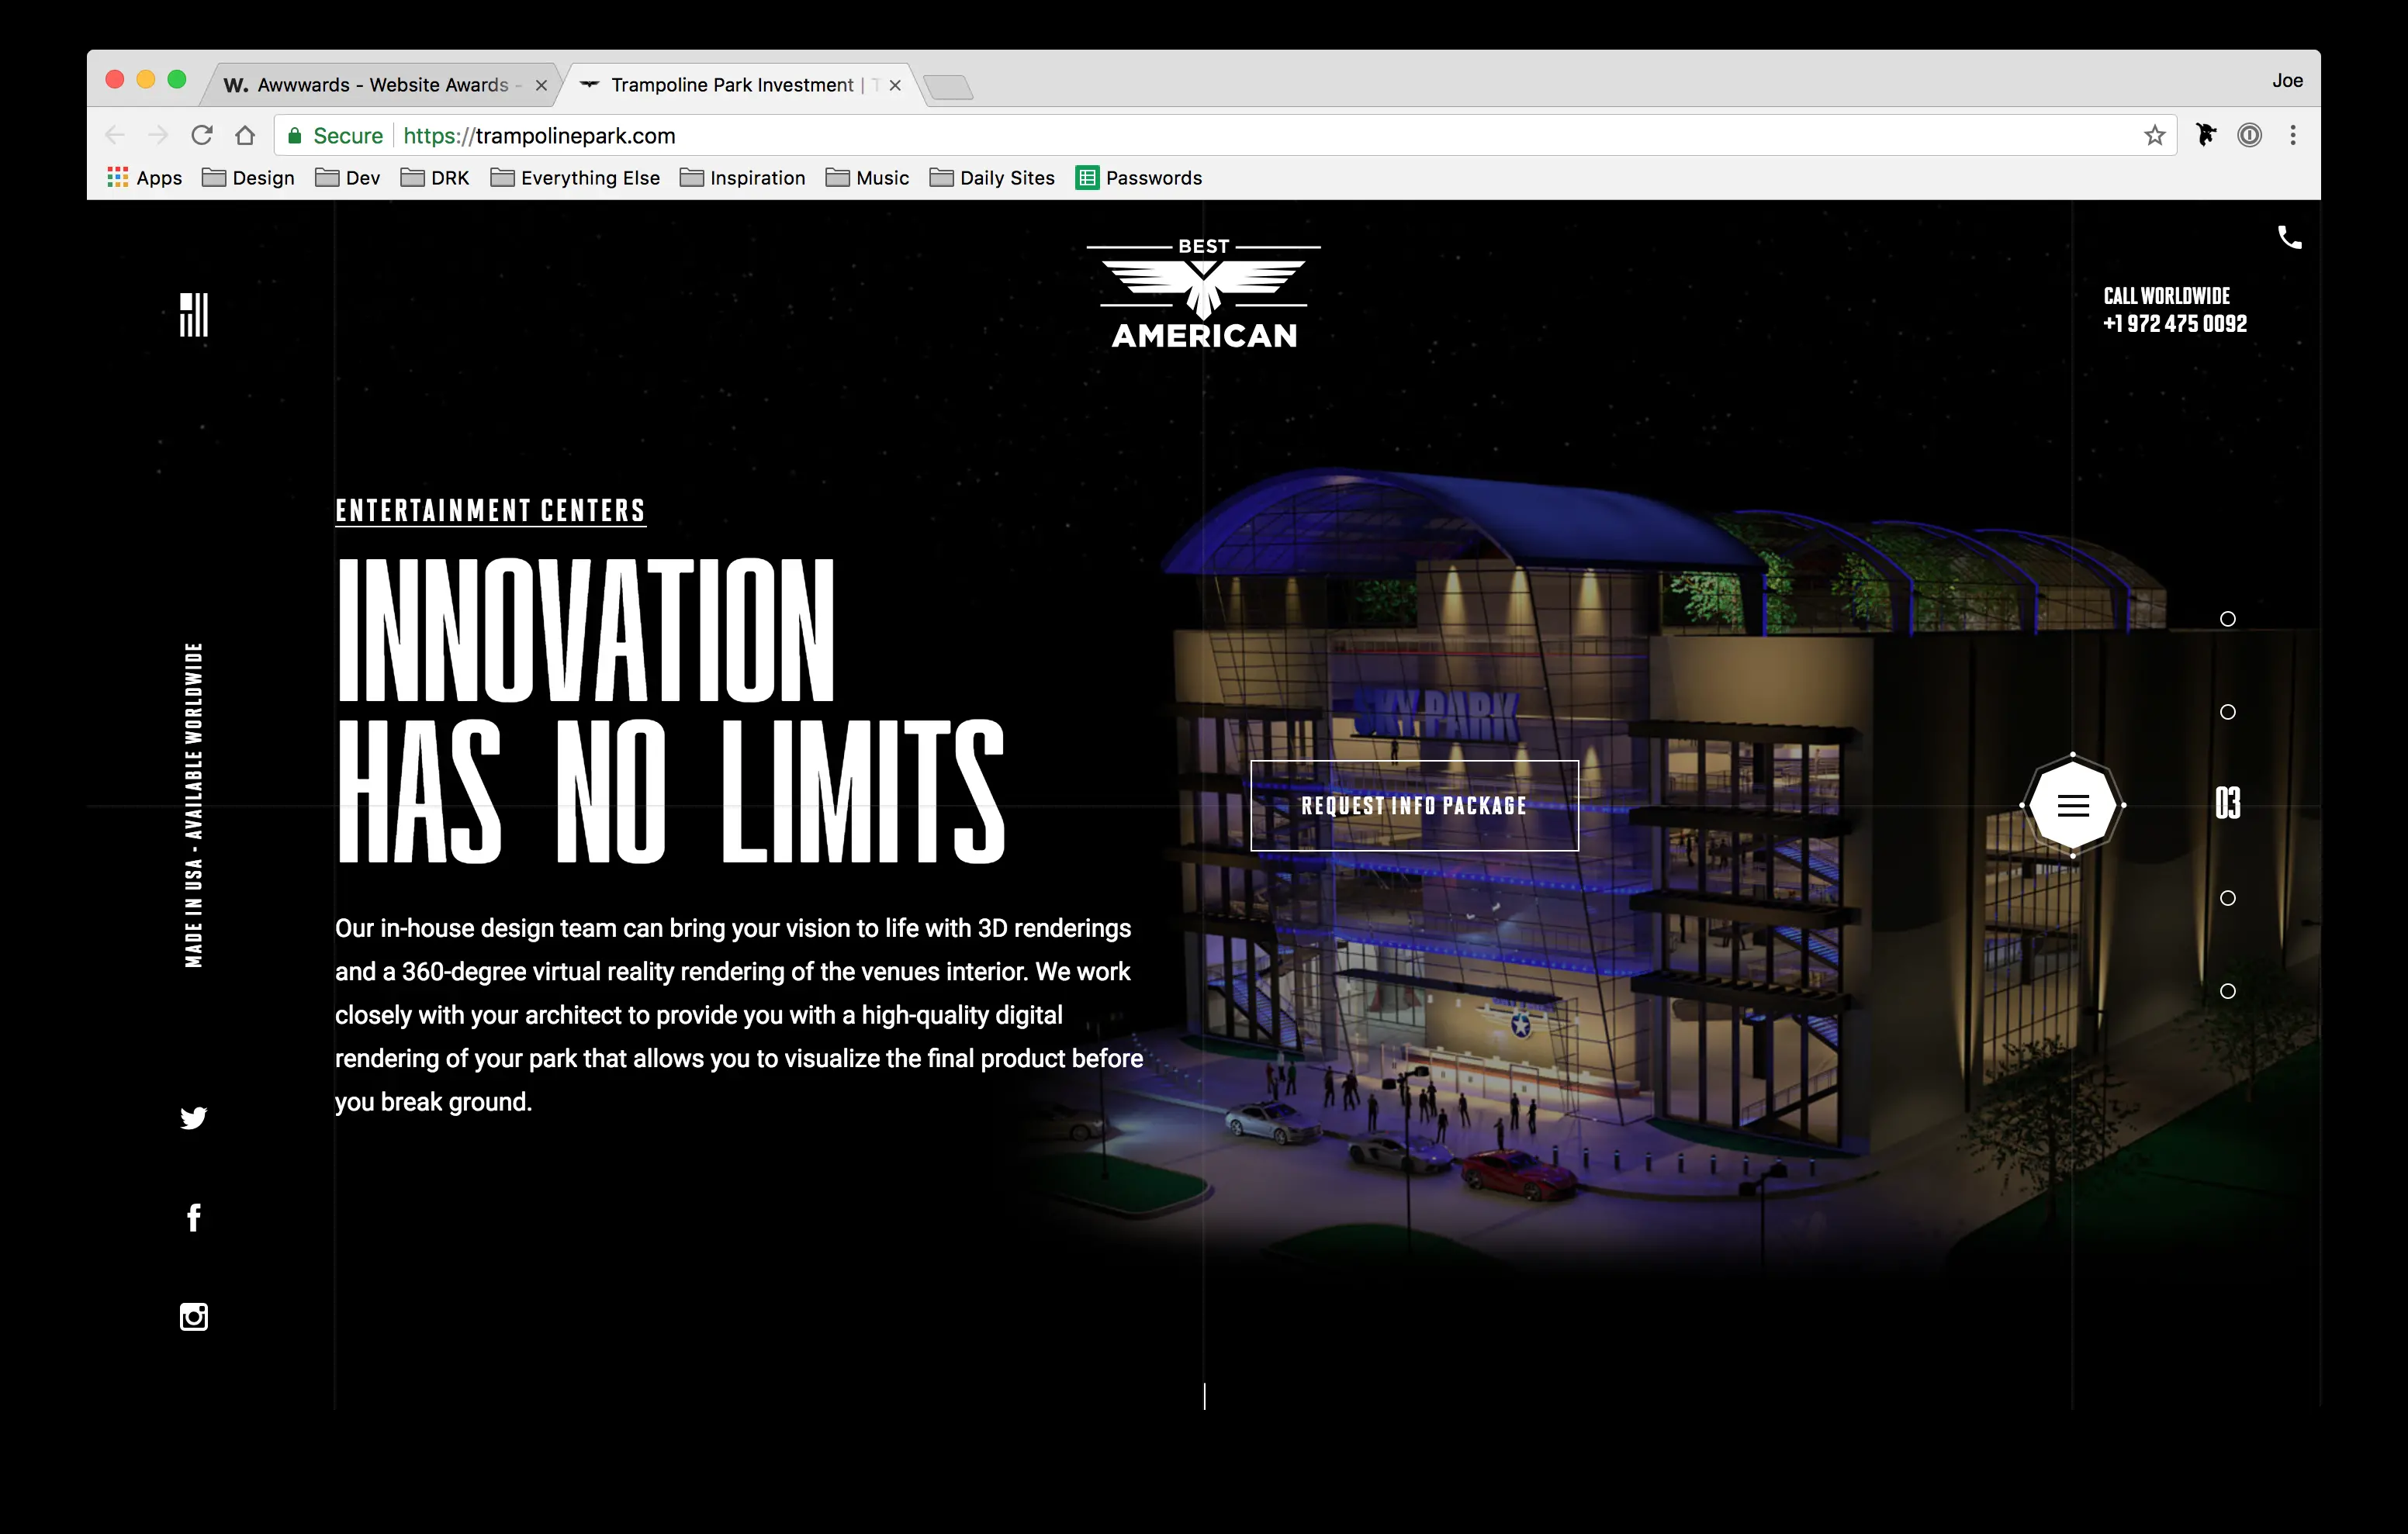 W. Awwwards - Website Awards -
Trampoline Park Investment | T
Joe
Secure
https://trampolinepark.com
Apps
Design
Dev
DRK
Everything Else
Inspiration
Music
Daily Sites
Passwords
BEST
AMERICAN
CALL WORLDWIDE
+1 972 475 0092
ENTERTAINMENT CENTERS
INNOVATION
HAS NO LIMITS
Our in-house design team can bring your vision to life with 3D renderings
and a 360-degree virtual reality rendering of the venues interior. We work
closely with your architect to provide you with a high-quality digital
rendering of your park that allows you to visualize the final product before
you break ground.
MADE IN USA - AVAILABLE WORLDWIDE
SKY PARK
REQUEST INFO PACKAGE
03